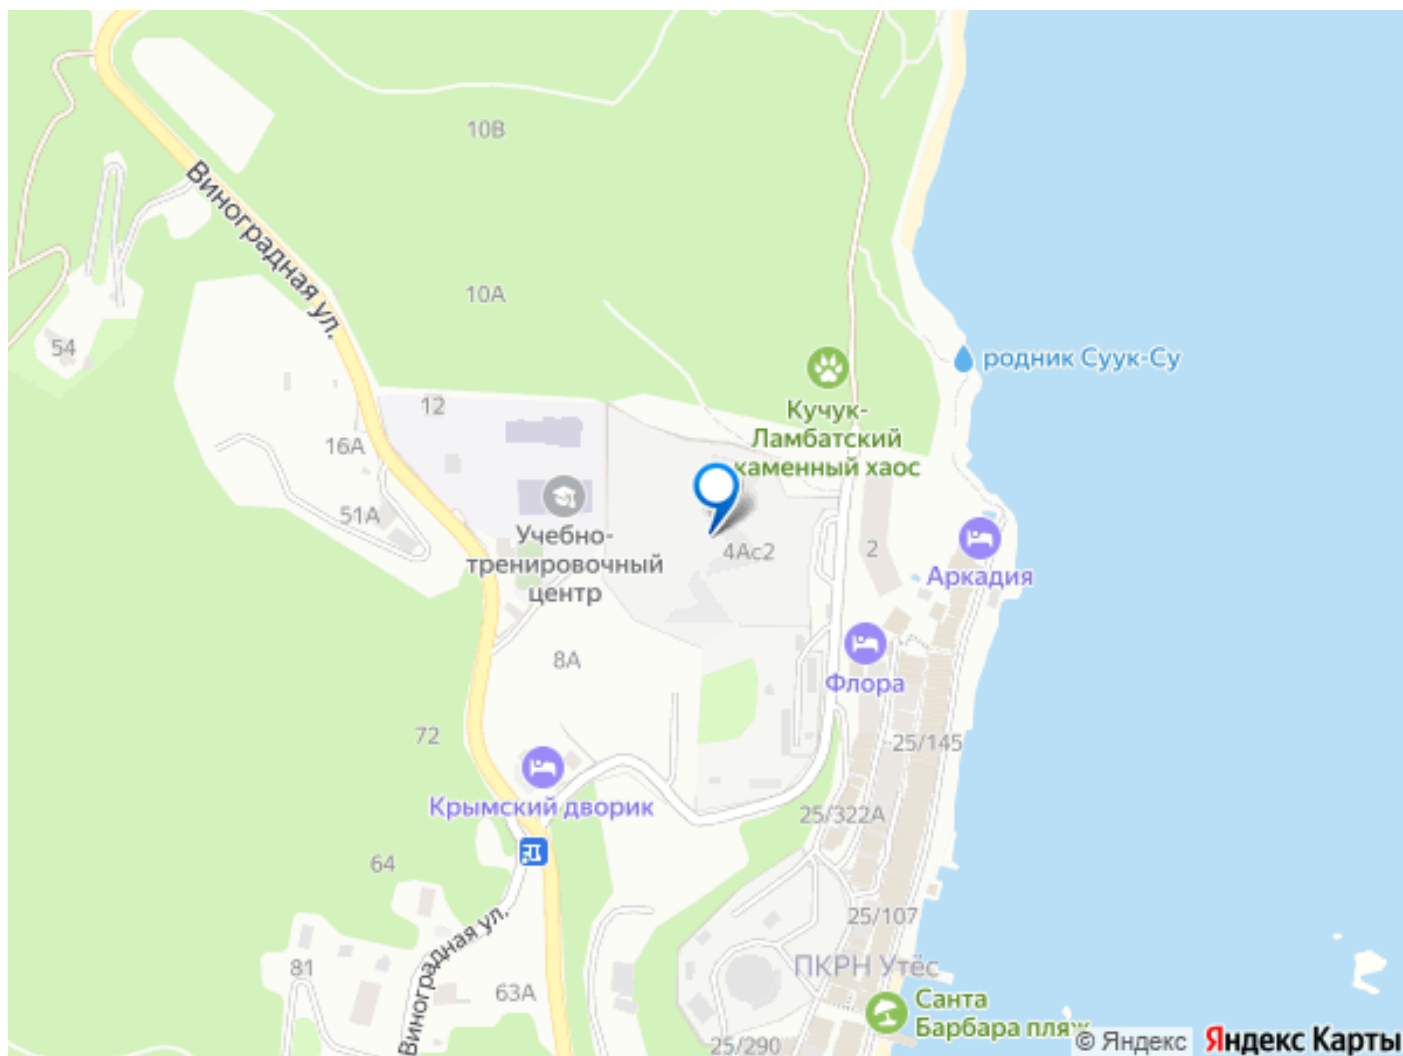 10В
Виноградная ул.
10А
54
родник Суук-Су
Кучук-
Ламбатский
каменный хаос
12
16А
51А
Учебно-
тренировочный
центр
4Ас2
2
Аркадия
Флора
8А
72
25/145
Крымский дворик
25/322А
64
25/107
Виноградная ул.
81
ПКРН Утёс
63А
Санта
Барбара пляж
25/290
© Яндекс Яндекс Карты